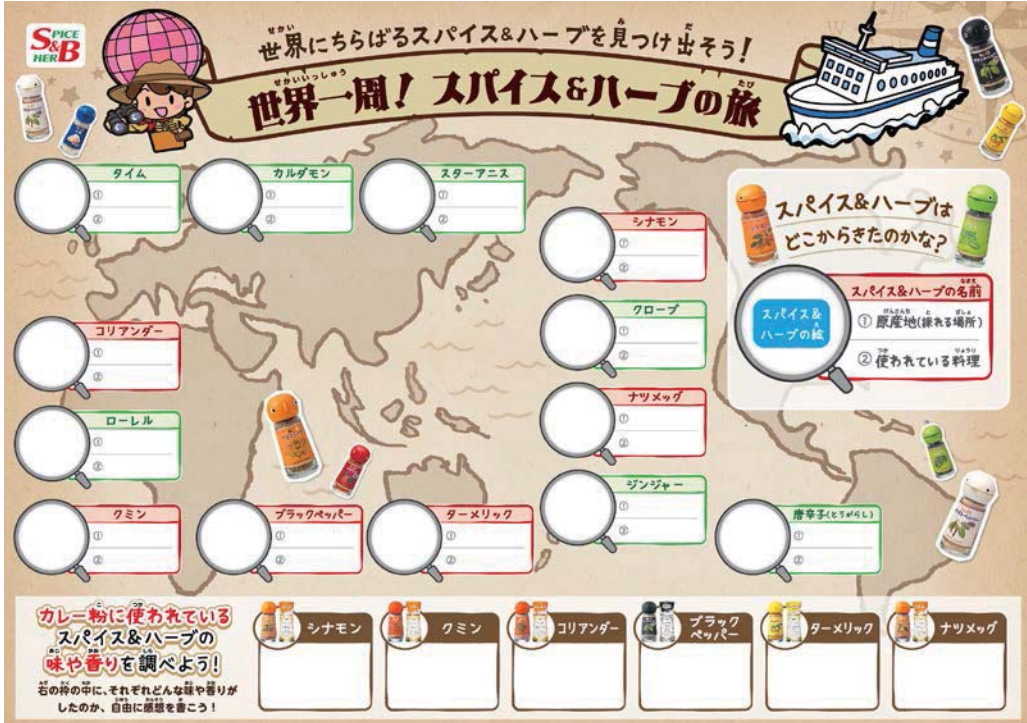 SPICE
&
HERB
世界にちらばるスパイス&ハーブを見つけ出そう!
世界一周! スパイス&ハーブの旅
タイム
①
②
カルダモン
①
②
スターアニス
①
②
シナモン
①
②
スパイス&ハーブは
どこからきたのかな?
スパイス&
ハーブの絵
スパイス&ハーブの名前
① 原産地(採れる場所)
② 使われている料理
クローブ
①
②
コリアンダー
①
②
ナツメッグ
①
②
ローレル
①
②
ジンジャー
①
②
クミン
①
②
ブラックペッパー
①
②
ターメリック
①
②
唐辛子(とうがらし)
①
②
カレー粉に使われている
スパイス&ハーブの
味や香りを調べよう!
右の枠の中に、それぞれどんな味や香りが
したのか、自由に感想を書こう!
シナモン
クミン
コリアンダー
ブラック
ペッパー
ターメリック
ナツメッグ